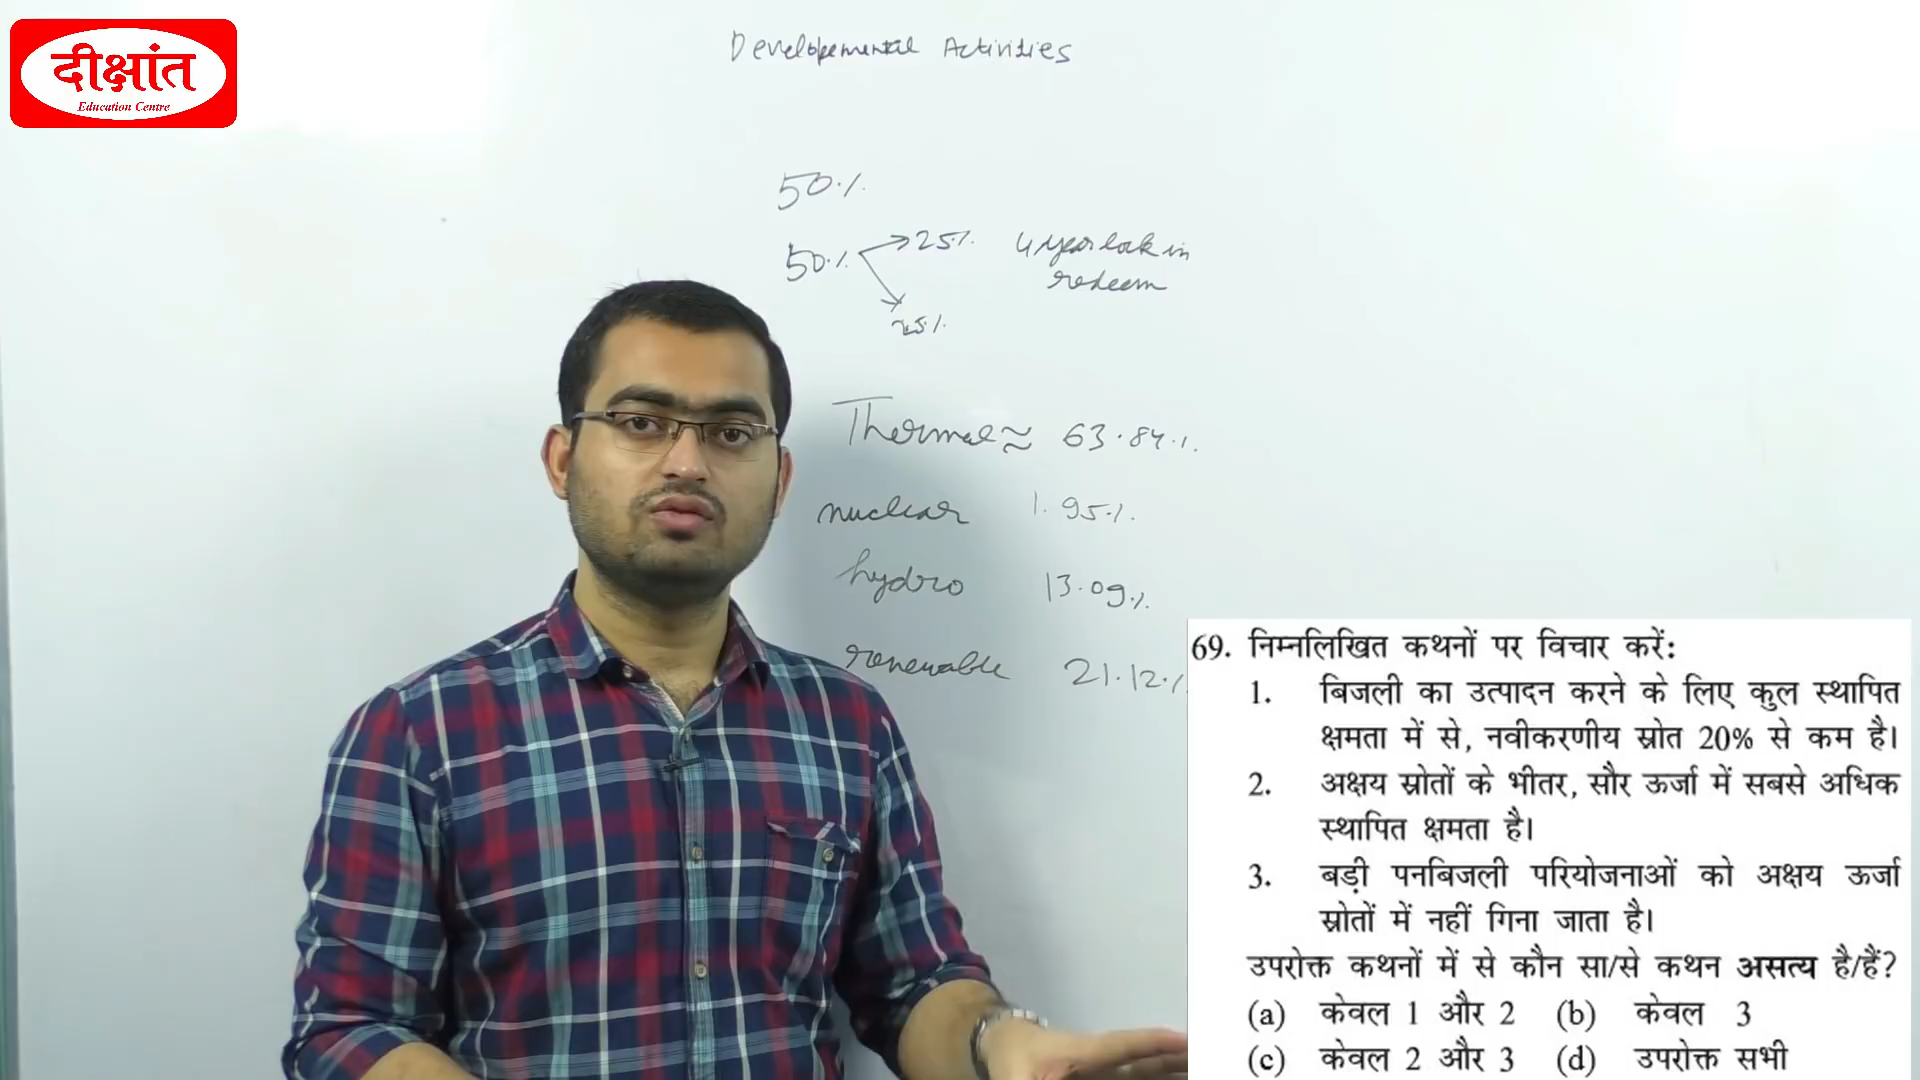 दीक्षांत
Education Centre
Developemental Activities
50%
50% → 25% 4 year lock in
redeem
25%
Thermal ≈ 63.84%
nuclear 1.95%
hydro 13.09%
renewable 21.12%
69. निम्नलिखित कथनों पर विचार करें:
1. बिजली का उत्पादन करने के लिए कुल स्थापित
क्षमता में से, नवीकरणीय स्रोत 20% से कम है।
2. अक्षय स्रोतों के भीतर, सौर ऊर्जा में सबसे अधिक
स्थापित क्षमता है।
3. बड़ी पनबिजली परियोजनाओं को अक्षय ऊर्जा
स्रोतों में नहीं गिना जाता है।
उपरोक्त कथनों में से कौन सा/से कथन असत्य है/हैं?
(a) केवल 1 और 2 (b) केवल 3
(c) केवल 2 और 3 (d) उपरोक्त सभी